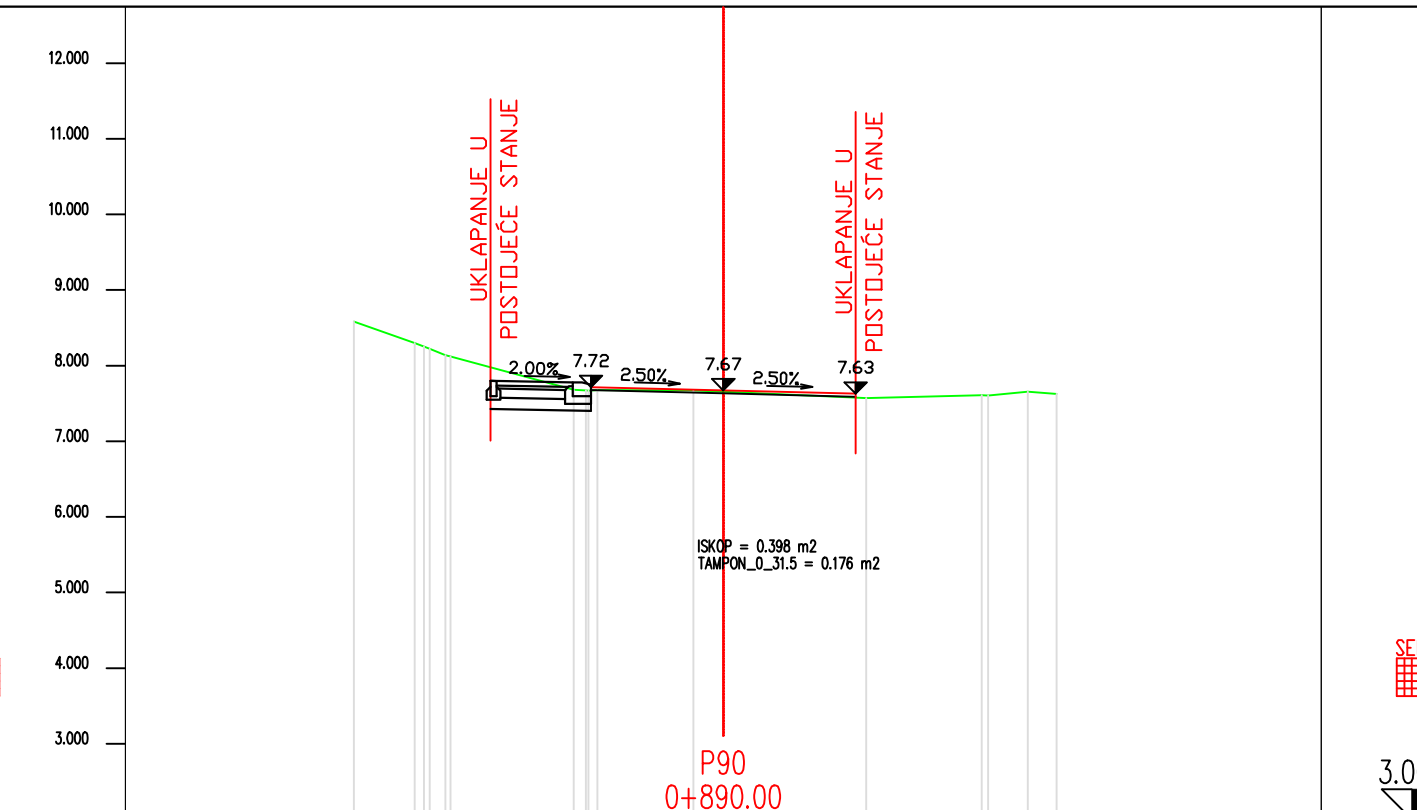 12.000
11.000
10.000
9.000
8.000
7.000
6.000
5.000
4.000
3.000
UKLAPANJE U
POSTOJEĆE STANJE
UKLAPANJE U
POSTOJEĆE STANJE
2.00%
7.72
2.50%
7.67
2.50%
7.63
ISKOP = 0.398 m2
TAMPON_0_31.5 = 0.176 m2
P90
0+890.00
SE
3.0